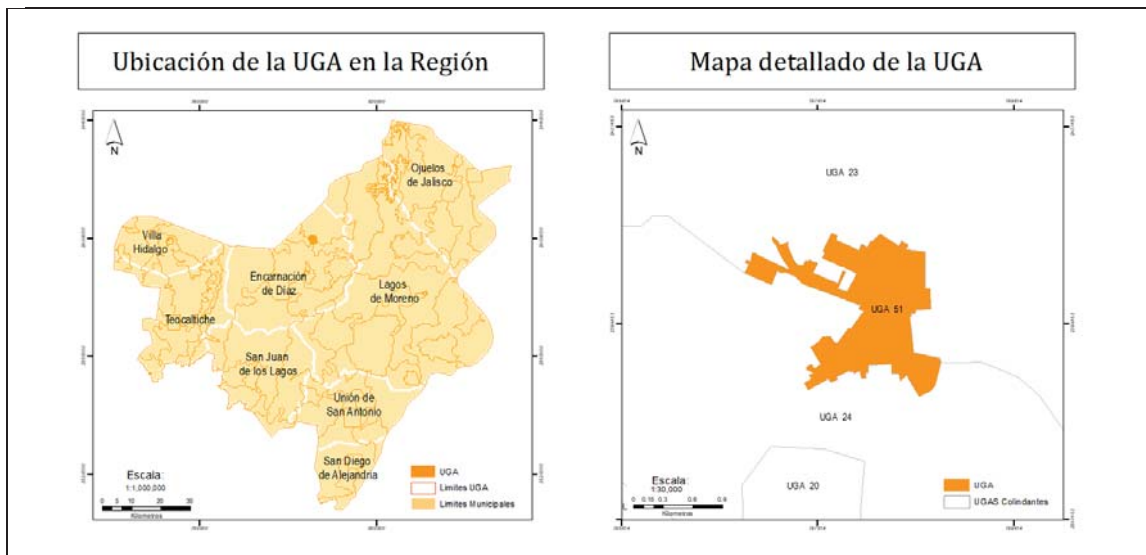 Ubicación de la UGA en la Región
N
Ojuelos
de Jalisco
Villa
Hidalgo
Encarnación
de Díaz
Lagos
de Moreno
Teocaltiche
San Juan
de los Lagos
Unión de
San Antonio
San Diego
de Alejandría
Escala:
1:1,000,000
0 5 10 20 30
Kilometros
UGA
Límites UGA
Límites Municipales
Mapa detallado de la UGA
N
UGA 23
UGA 51
UGA 24
UGA 20
Escala:
1:30,000
Kilometros
UGA
UGAS Colindantes